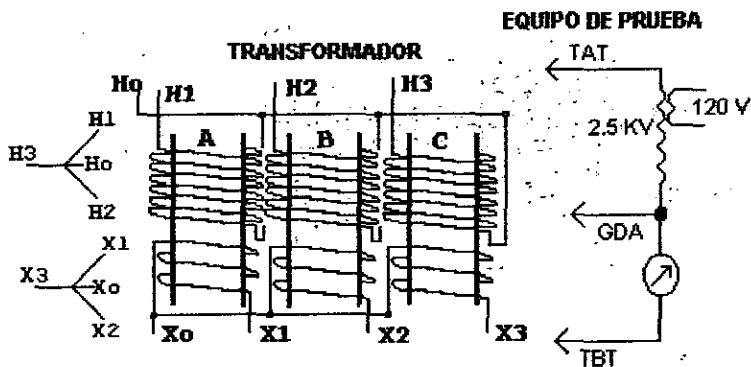 EQUIPO DE PRUEBA
TRANSFORMADOR
TAT
Ho
H1
H2
H3
120 V
2.5 KV
A
B
C
H1
H3
Ho
H2
GDA
X1
X3
Xo
X2
Xo
X1
X2
X3
TBT